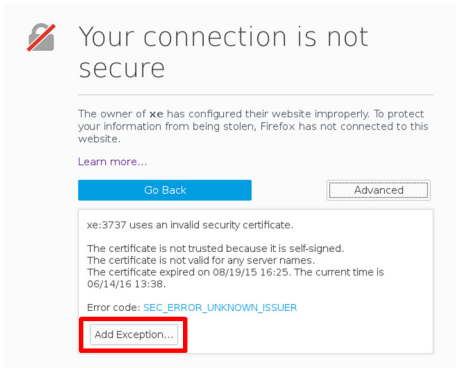 Your connection is not
secure
The owner of xe has configured their website improperly. To protect
your information from being stolen, Firefox has not connected to this
website.
Learn more...
Go Back
Advanced
xe:3737 uses an invalid security certificate.
The certificate is not trusted because it is self-signed.
The certificate is not valid for any server names.
The certificate expired on 08/19/15 16:25. The current time is
06/14/16 13:38.
Error code: SEC_ERROR_UNKNOWN_ISSUER
Add Exception...